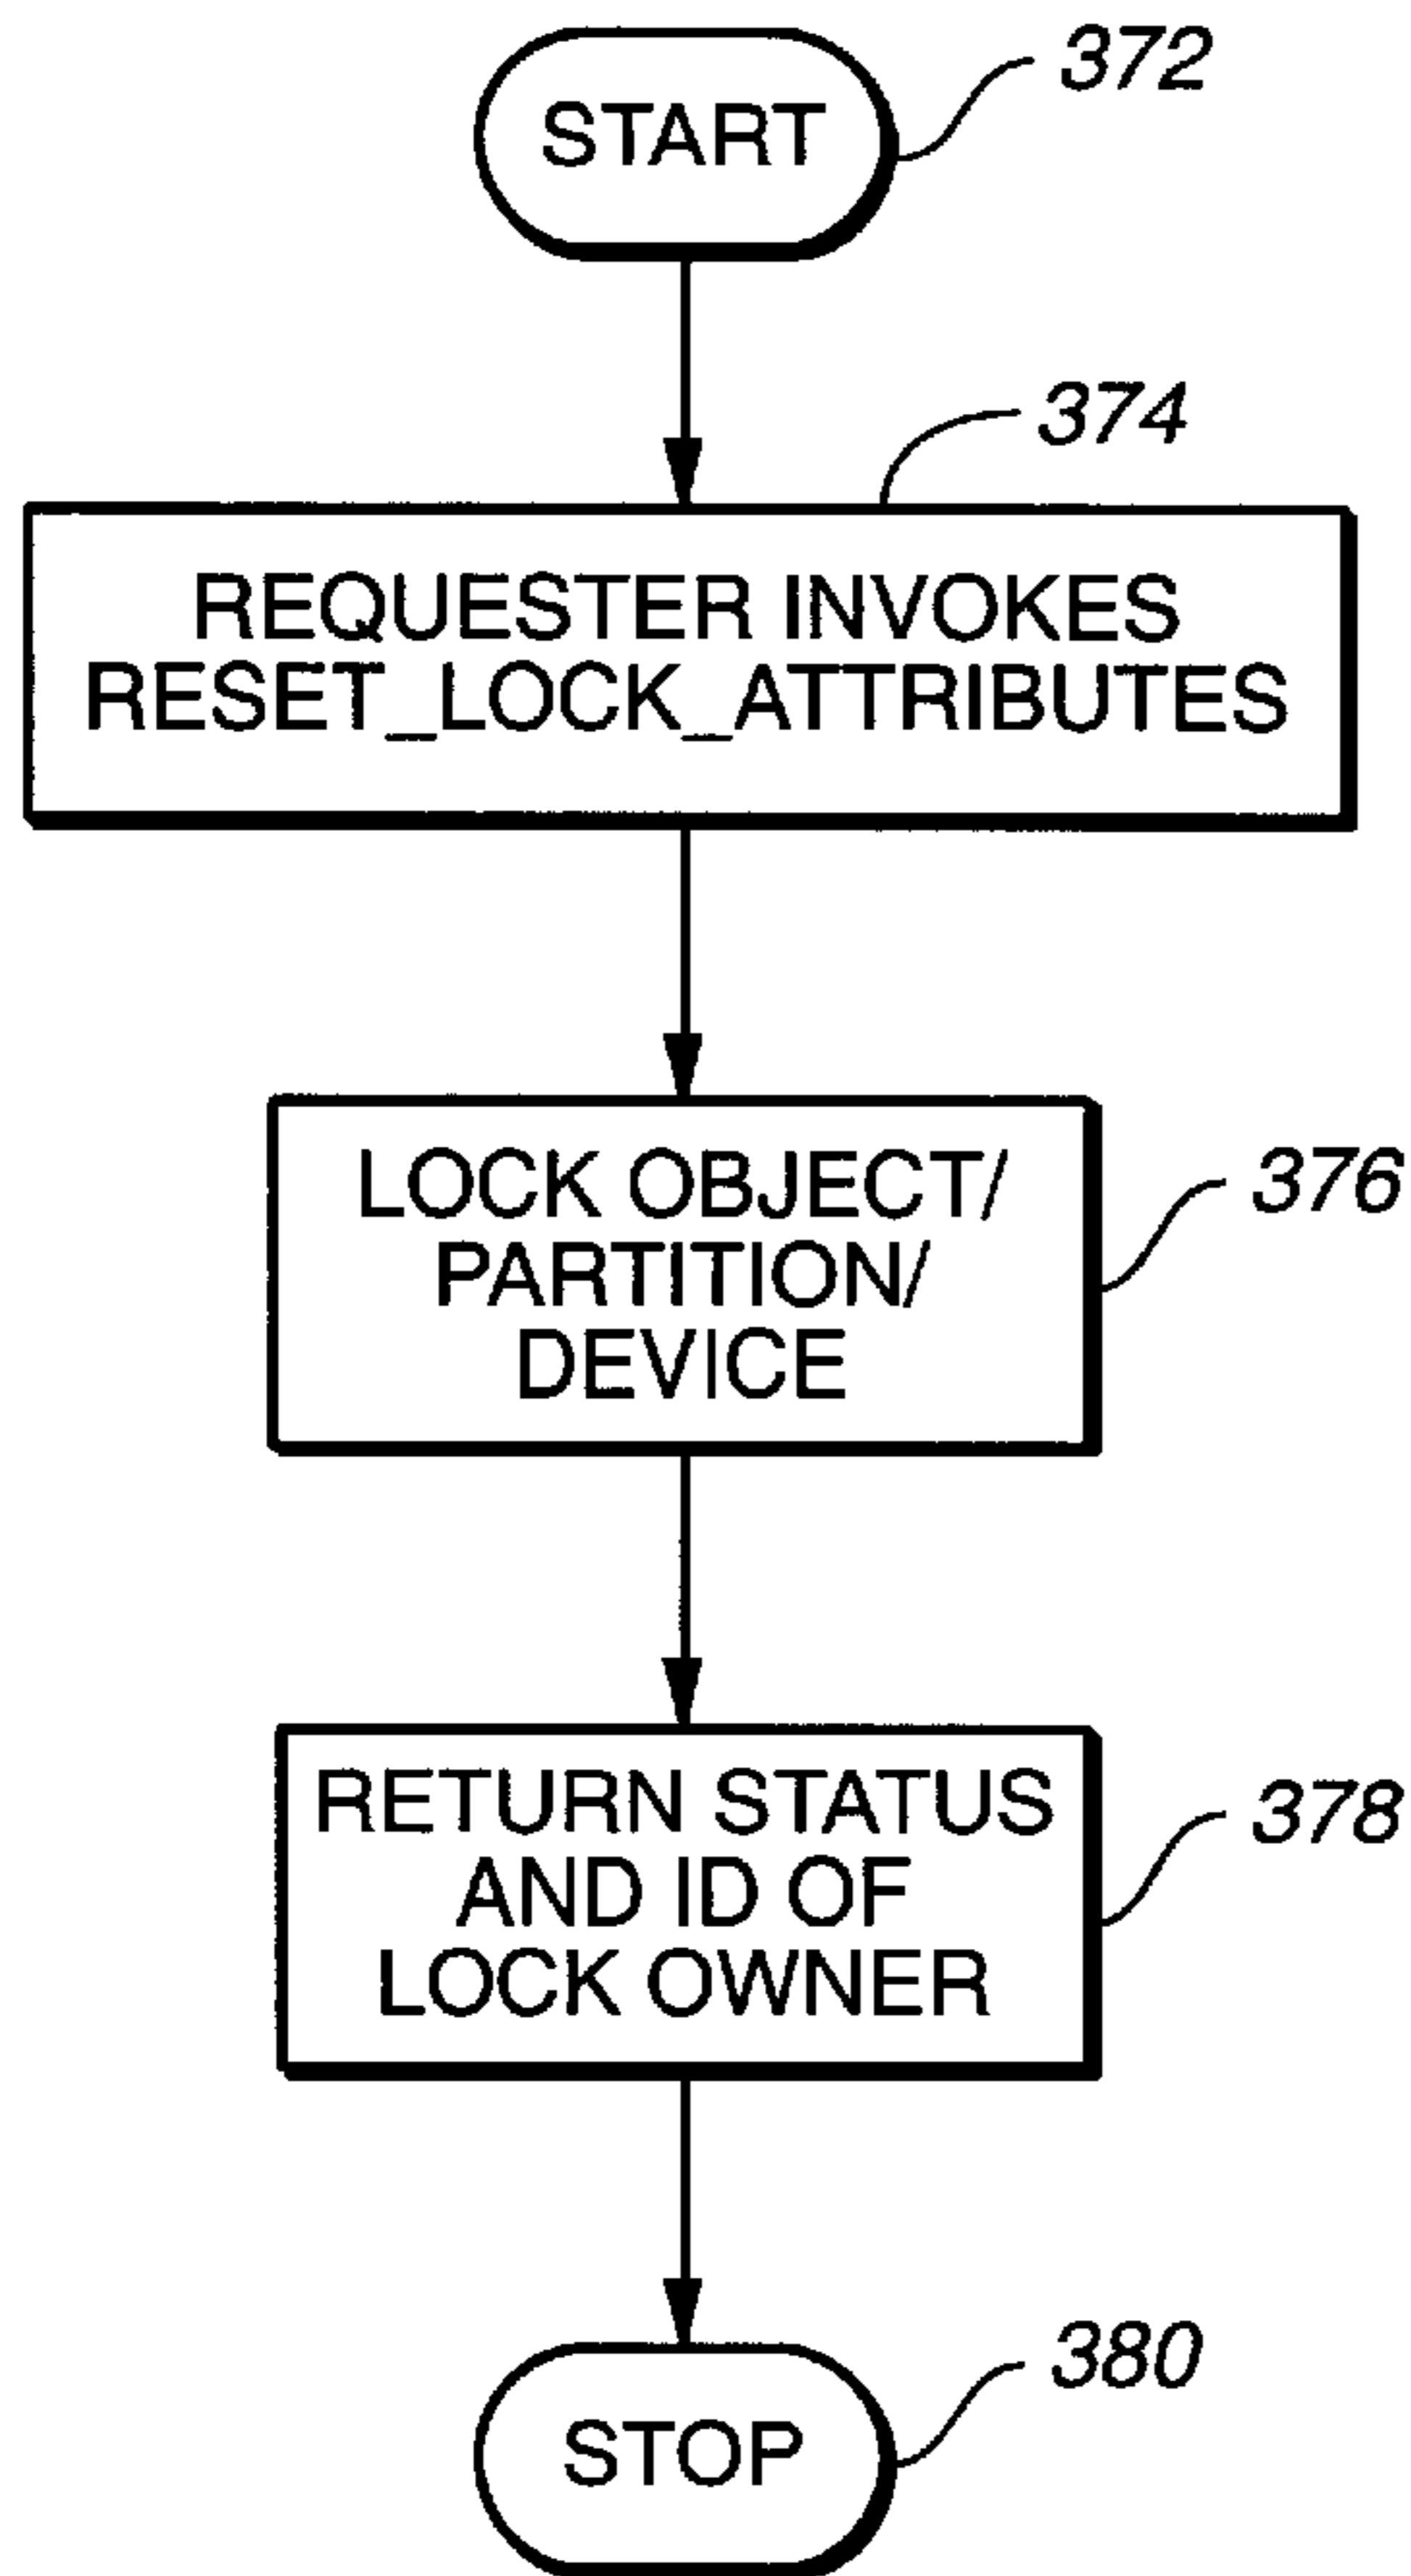 372
START
374
REQUESTER INVOKES
RESET_LOCK_ATTRIBUTES
LOCK OBJECT/
PARTITION/
DEVICE
376
RETURN STATUS
AND ID OF
LOCK OWNER
378
380
STOP